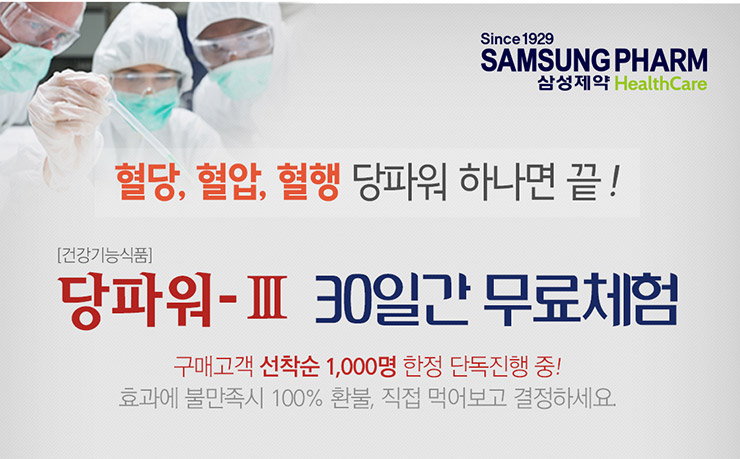 Since 1929
SAMSUNG PHARM
삼성제약 HealthCare
혈당, 혈압, 혈행 당파워 하나면 끝!
[건강기능식품]
당파워-Ⅲ 30일간 무료체험
구매고객 선착순 1,000명 한정 단독진행 중!
효과에 불만족시 100% 환불, 직접 먹어보고 결정하세요.